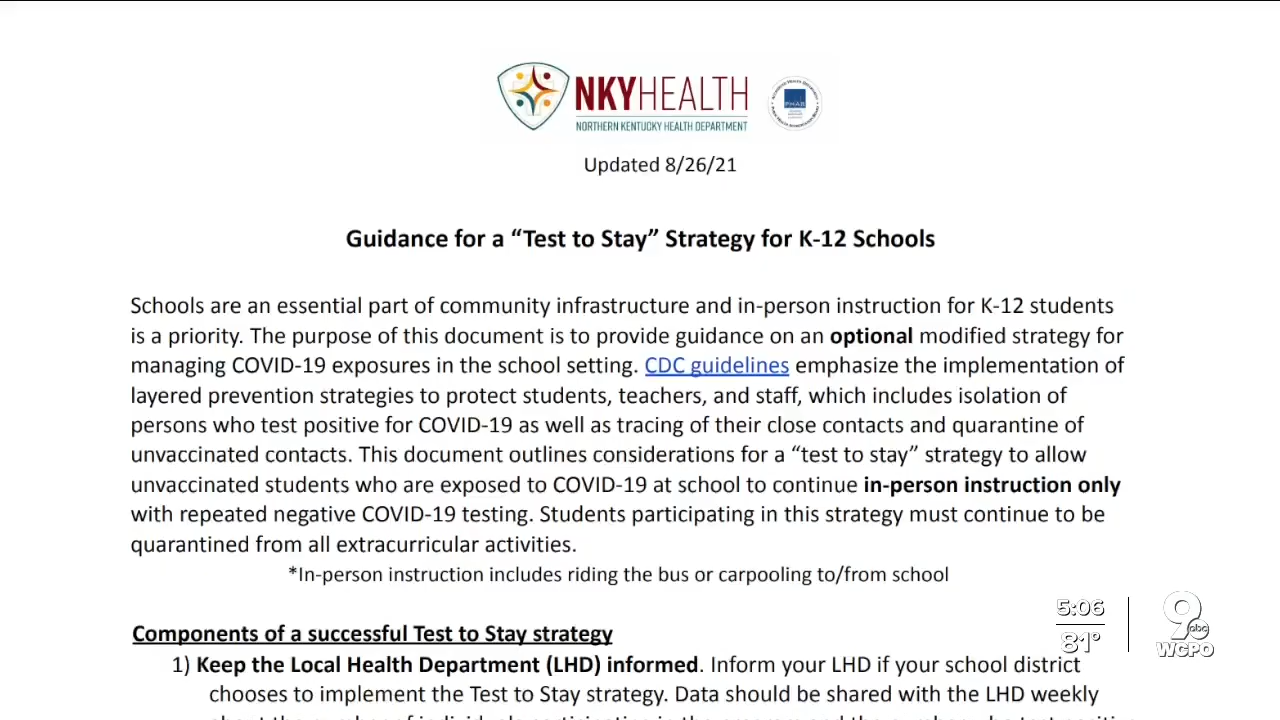 NKYHEALTH
NORTHERN KENTUCKY HEALTH DEPARTMENT
Updated 8/26/21
Guidance for a “Test to Stay” Strategy for K-12 Schools
Schools are an essential part of community infrastructure and in-person instruction for K-12 students
is a priority. The purpose of this document is to provide guidance on an optional modified strategy for
managing COVID-19 exposures in the school setting. CDC guidelines emphasize the implementation of
layered prevention strategies to protect students, teachers, and staff, which includes isolation of
persons who test positive for COVID-19 as well as tracing of their close contacts and quarantine of
unvaccinated contacts. This document outlines considerations for a “test to stay” strategy to allow
unvaccinated students who are exposed to COVID-19 at school to continue in-person instruction only
with repeated negative COVID-19 testing. Students participating in this strategy must continue to be
quarantined from all extracurricular activities.
*In-person instruction includes riding the bus or carpooling to/from school
Components of a successful Test to Stay strategy
1) Keep the Local Health Department (LHD) informed. Inform your LHD if your school district
chooses to implement the Test to Stay strategy. Data should be shared with the LHD weekly
5:06
81°
9
abc
WCPO